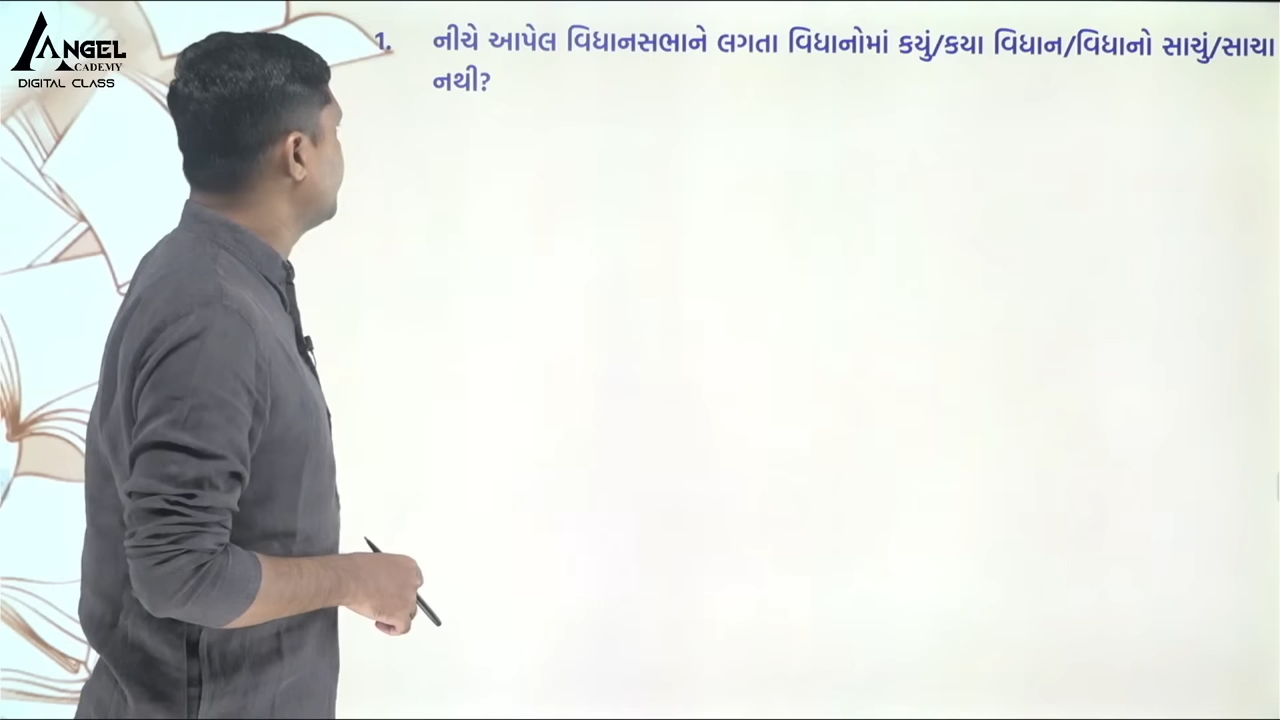 ANGEL
ACADEMY
DIGITAL CLASS
1. નીચે આપેલ વિધાનસભાને લગતા વિધાનોમાં કયું/કયા વિધાન/વિધાનો સાચું/સાચા
નથી?